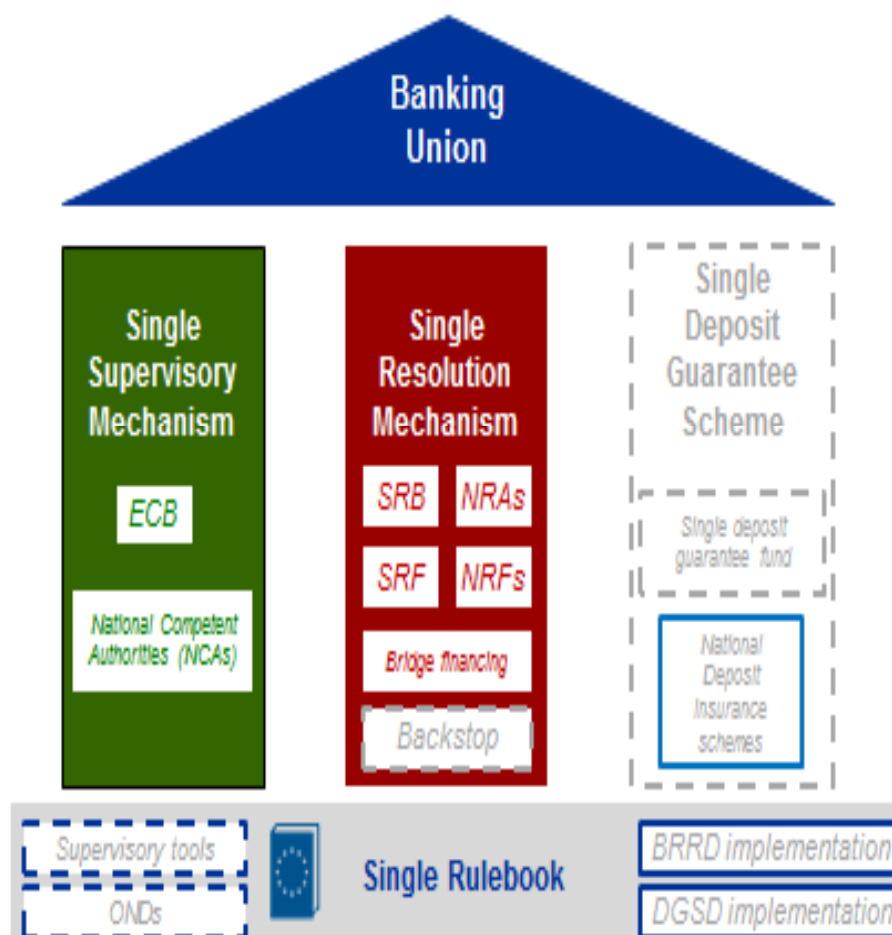 Banking
Union
Single
Supervisory
Mechanism
ECB
National Competent
Authorities (NCAs)
Single
Resolution
Mechanism
SRB
NRAs
SRF
NRFs
Bridge financing
Backstop
Single
Deposit
Guarantee
Scheme
Single deposit
guarantee fund
National
Deposit
Insurance
schemes
Supervisory tools
ONDs
Single Rulebook
BRRD implementation
DGSD implementation